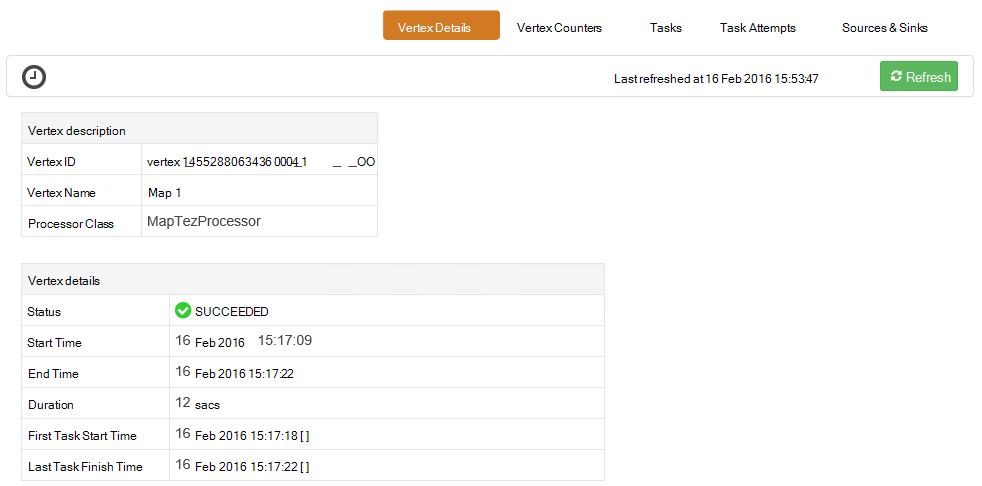 Vertex Details Vertex Counters Tasks Task Attempts Sources & Sinks
Last refreshed at 16 Feb 2016 15:53:47 Refresh
Vertex description
Vertex ID vertex 1_455288063436 0004_1 _ _OO
Vertex Name Map 1
Processor Class MapTezProcessor
Vertex details
Status SUCCEEDED
Start Time 16 Feb 2016 15:17:09
End Time 16 Feb 2016 15:17:22
Duration 12 sacs
First Task Start Time 16 Feb 2016 15:17:18 [ ]
Last Task Finish Time 16 Feb 2016 15:17:22 [ ]